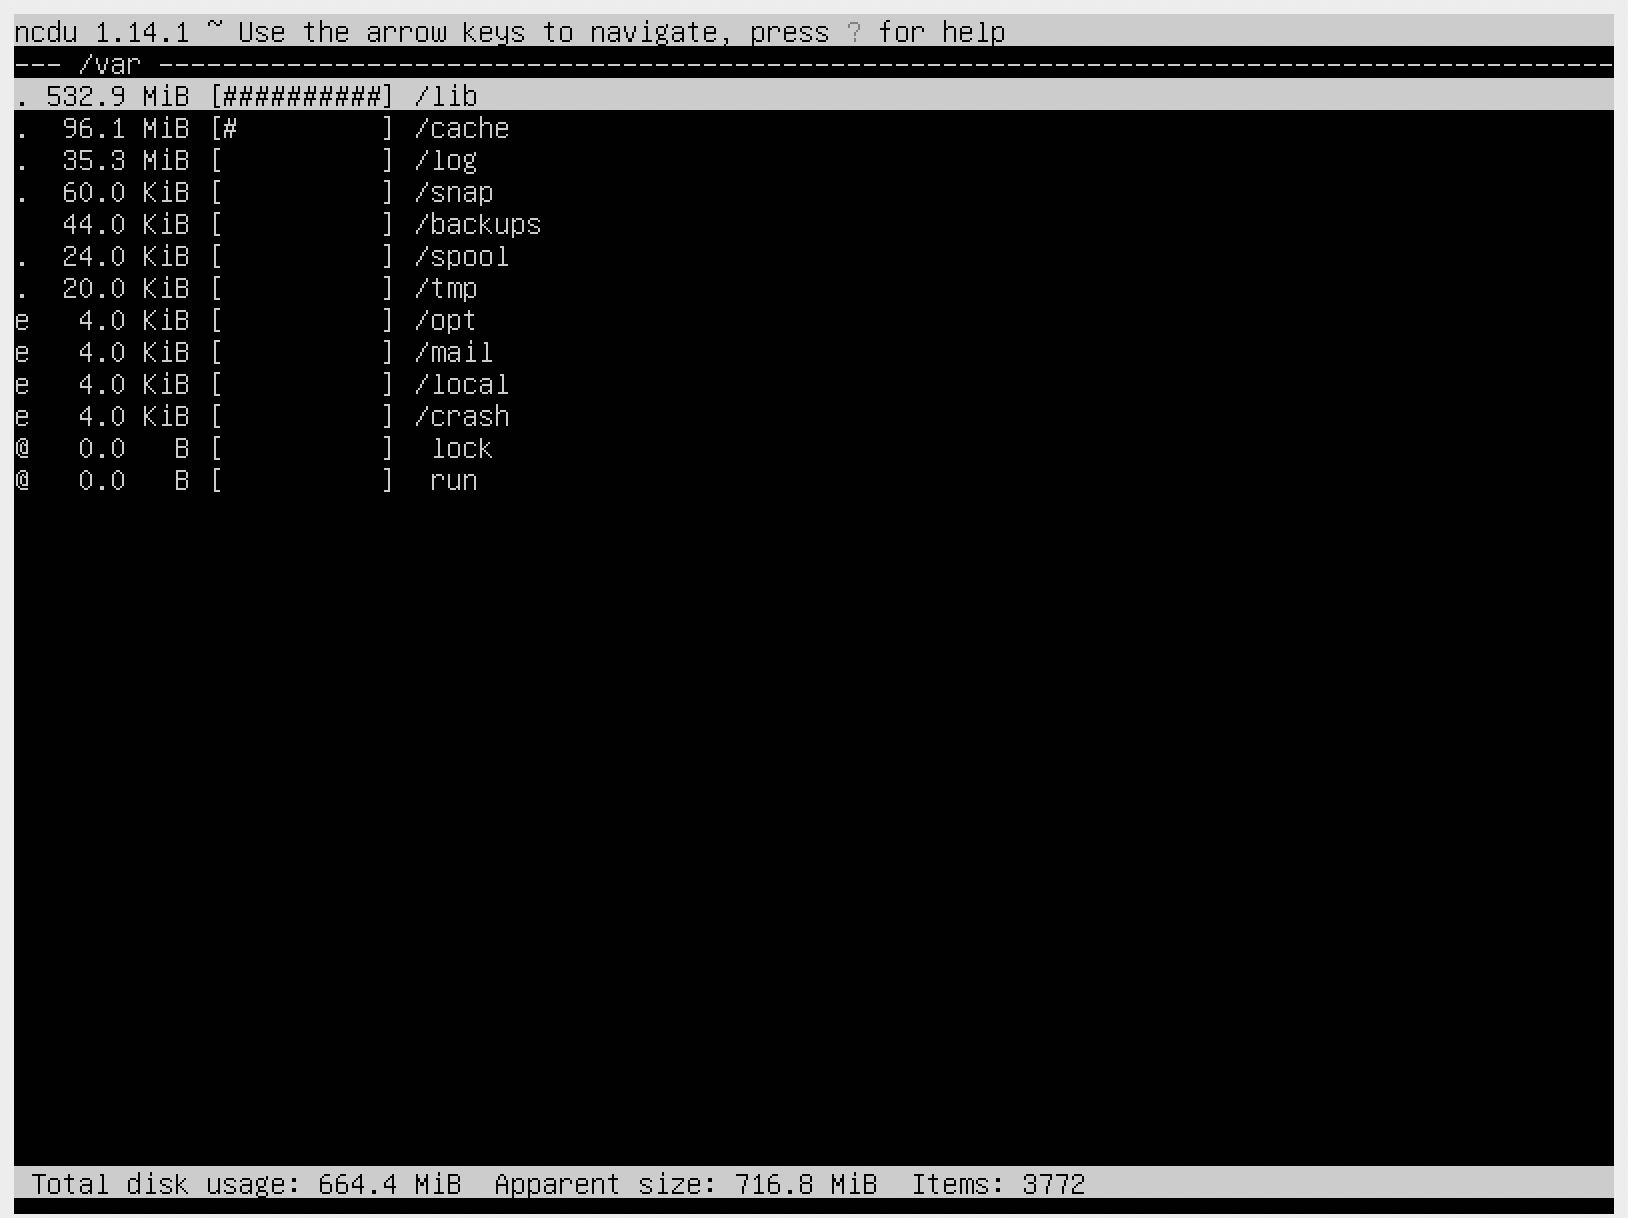 ncdu 1.14.1 ~ Use the arrow keys to navigate, press ? for help
--- /var -------------------------------------------------------------------------------------------
. 532.9 MiB [##########] /lib
.  96.1 MiB [#         ] /cache
.  35.3 MiB [          ] /log
.  60.0 KiB [          ] /snap
   44.0 KiB [          ] /backups
.  24.0 KiB [          ] /spool
.  20.0 KiB [          ] /tmp
e   4.0 KiB [          ] /opt
e   4.0 KiB [          ] /mail
e   4.0 KiB [          ] /local
e   4.0 KiB [          ] /crash
@   0.0   B [          ]  lock
@   0.0   B [          ]  run
 Total disk usage: 664.4 MiB  Apparent size: 716.8 MiB  Items: 3772